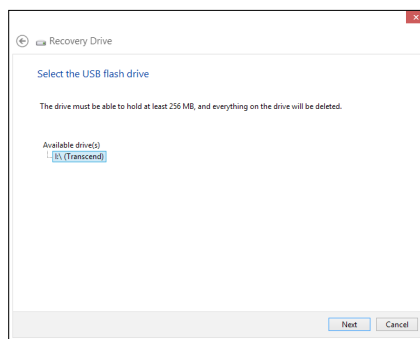 Recovery Drive
Select the USB flash drive
The drive must be able to hold at least 256 MB, and everything on the drive will be deleted.
Available drive(s)
I:\ (Transcend)
Next
Cancel